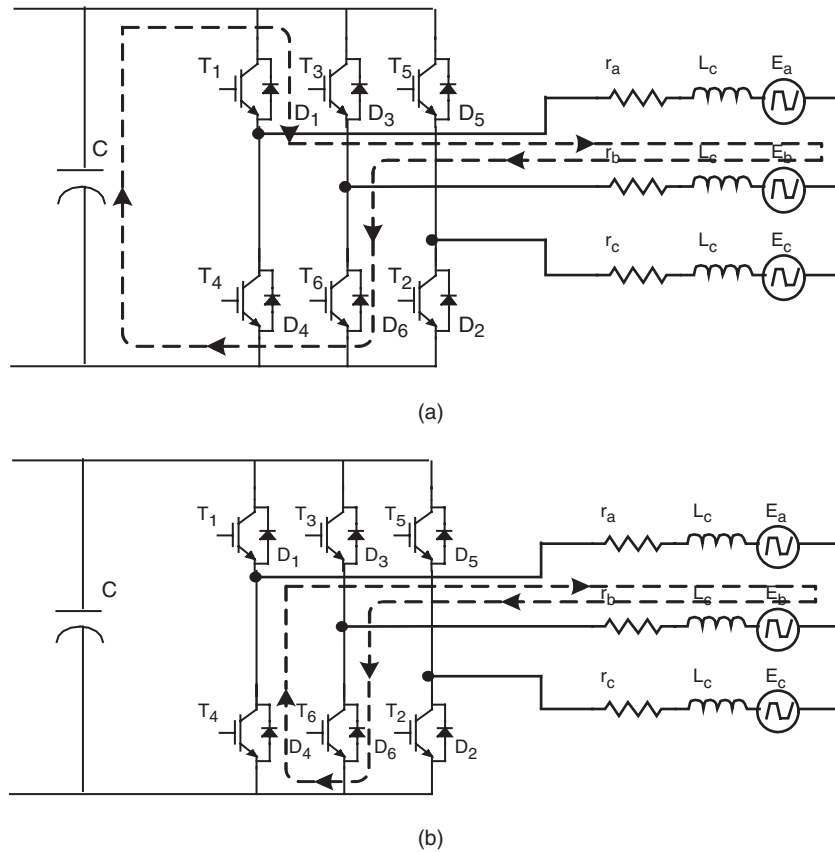 T1 T3 T5 ra Lc Ea
D1 D3 D5
C rb Lc Eb
T4 T6 T2 rc Lc Ec
D4 D6 D2
(a)
T1 T3 T5 ra Lc Ea
D1 D3 D5
C rb Lc Eb
T4 T6 T2 rc Lc Ec
D4 D6 D2
(b)